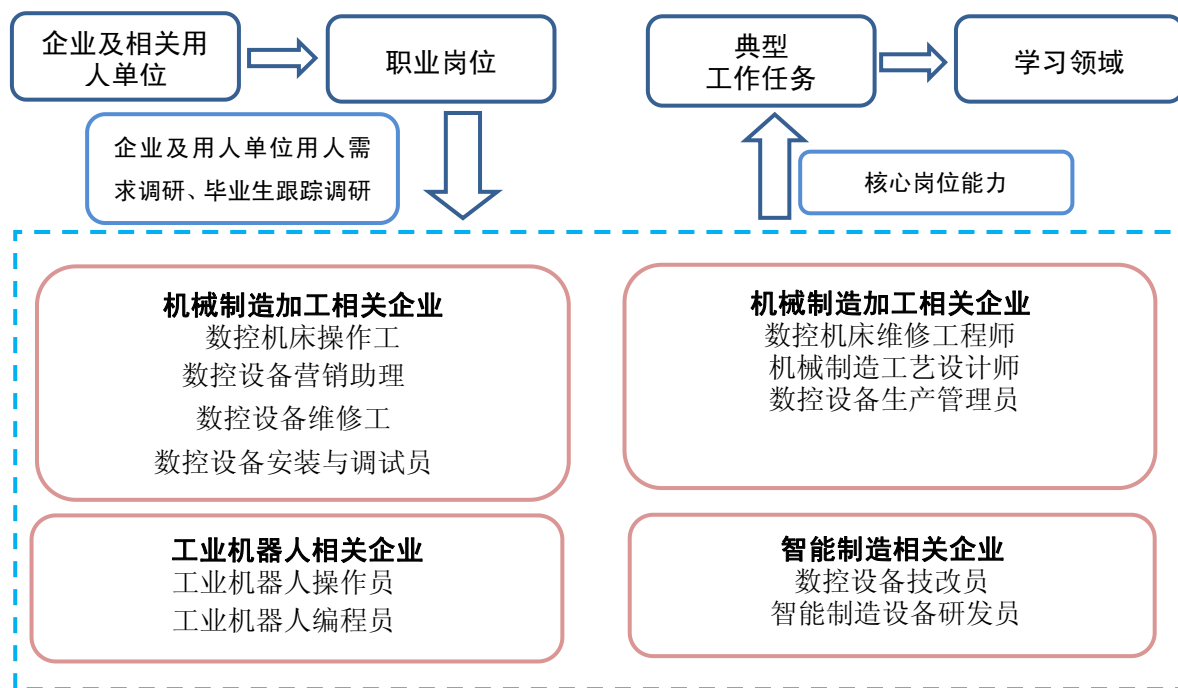 企业及相关用
人单位
职业岗位
典型
工作任务
学习领域
企业及用人单位用人需
求调研、毕业生跟踪调研
核心岗位能力
机械制造加工相关企业
数控机床操作工
数控设备营销助理
数控设备维修工
数控设备安装与调试员
机械制造加工相关企业
数控机床维修工程师
机械制造工艺设计师
数控设备生产管理员
工业机器人相关企业
工业机器人操作员
工业机器人编程员
智能制造相关企业
数控设备技改员
智能制造设备研发员